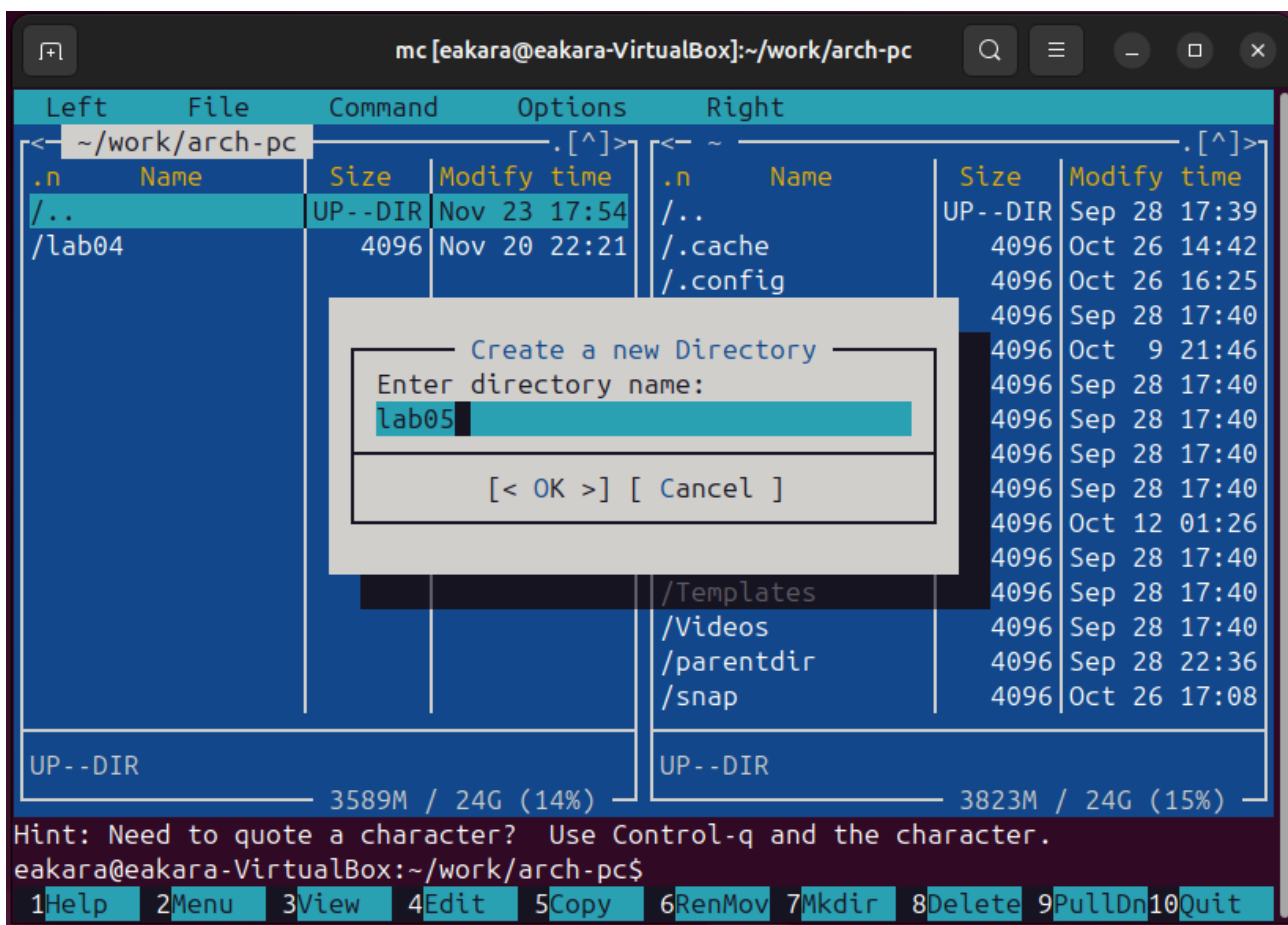 mc [eakara@eakara-VirtualBox]:~/work/arch-pc
Left File Command Options Right
<─ ~/work/arch-pc .[^]> <─ ~ .[^]>
.n Name Size Modify time .n Name Size Modify time
/.. UP--DIR Nov 23 17:54 /.. UP--DIR Sep 28 17:39
/lab04 4096 Nov 20 22:21 /.cache 4096 Oct 26 14:42
/.config 4096 Oct 26 16:25
4096 Sep 28 17:40
Create a new Directory 4096 Oct 9 21:46
Enter directory name: 4096 Sep 28 17:40
lab05 4096 Sep 28 17:40
4096 Sep 28 17:40
[< OK >] [ Cancel ] 4096 Sep 28 17:40
4096 Oct 12 01:26
4096 Sep 28 17:40
/Templates 4096 Sep 28 17:40
/Videos 4096 Sep 28 17:40
/parentdir 4096 Sep 28 22:36
/snap 4096 Oct 26 17:08
UP--DIR UP--DIR
3589M / 24G (14%) 3823M / 24G (15%)
Hint: Need to quote a character? Use Control-q and the character.
eakara@eakara-VirtualBox:~/work/arch-pc$
1Help 2Menu 3View 4Edit 5Copy 6RenMov 7Mkdir 8Delete 9PullDn 10Quit